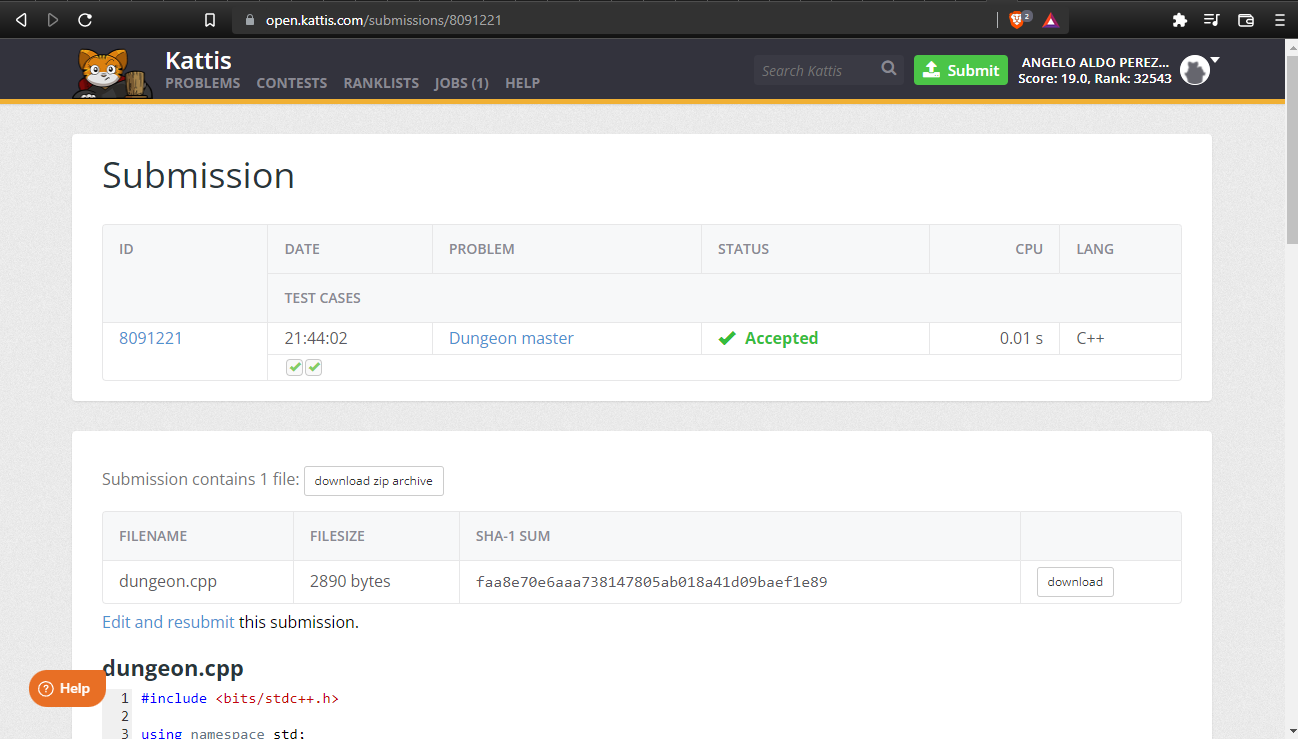 open.kattis.com/submissions/8091221
2
Kattis
PROBLEMS CONTESTS RANKLISTS JOBS (1) HELP
Search Kattis
Submit
ANGELO ALDO PEREZ...
Score: 19.0, Rank: 32543
Submission
ID DATE PROBLEM STATUS CPU LANG
TEST CASES
8091221 21:44:02 Dungeon master Accepted 0.01 s C++
Submission contains 1 file: download zip archive
FILENAME FILESIZE SHA-1 SUM
dungeon.cpp 2890 bytes faa8e70e6aaa738147805ab018a41d09baef1e89 download
Edit and resubmit this submission.
dungeon.cpp
Help
1 #include <bits/stdc++.h>
2
3 using namespace std;